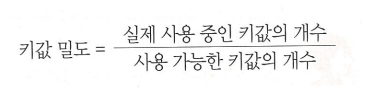 키값 밀도 = 
실제 사용 중인 키값의 개수
사용 가능한 키값의 개수